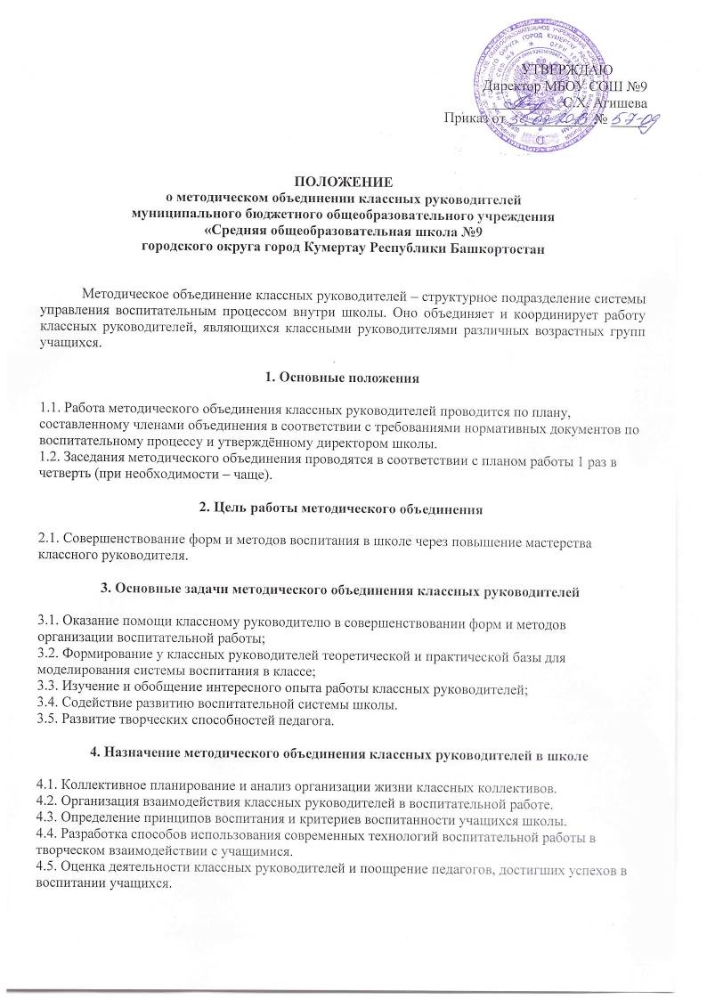 УТВЕРЖДАЮ
Директор МБОУ СОШ №9
С.Х. Агишева
Приказ от № 57-09
ПОЛОЖЕНИЕ
о методическом объединении классных руководителей
муниципального бюджетного общеобразовательного учреждения
«Средняя общеобразовательная школа №9
городского округа город Кумертау Республики Башкортостан
Методическое объединение классных руководителей – структурное подразделение системы
управления воспитательным процессом внутри школы. Оно объединяет и координирует работу
классных руководителей, являющихся классными руководителями различных возрастных групп
учащихся.
1. Основные положения
1.1. Работа методического объединения классных руководителей проводится по плану,
составленному членами объединения в соответствии с требованиями нормативных документов по
воспитательному процессу и утверждённому директором школы.
1.2. Заседания методического объединения проводятся в соответствии с планом работы 1 раз в
четверть (при необходимости – чаще).
2. Цель работы методического объединения
2.1. Совершенствование форм и методов воспитания в школе через повышение мастерства
классного руководителя.
3. Основные задачи методического объединения классных руководителей
3.1. Оказание помощи классному руководителю в совершенствовании форм и методов
организации воспитательной работы;
3.2. Формирование у классных руководителей теоретической и практической базы для
моделирования системы воспитания в классе;
3.3. Изучение и обобщение интересного опыта работы классных руководителей;
3.4. Содействие развитию воспитательной системы школы.
3.5. Развитие творческих способностей педагога.
4. Назначение методического объединения классных руководителей в школе
4.1. Коллективное планирование и анализ организации жизни классных коллективов.
4.2. Организация взаимодействия классных руководителей в воспитательной работе.
4.3. Определение принципов воспитания и критериев воспитанности учащихся школы.
4.4. Разработка способов использования современных технологий воспитательной работы в
творческом взаимодействии с учащимися.
4.5. Оценка деятельности классных руководителей и поощрение педагогов, достигших успехов в
воспитании учащихся.